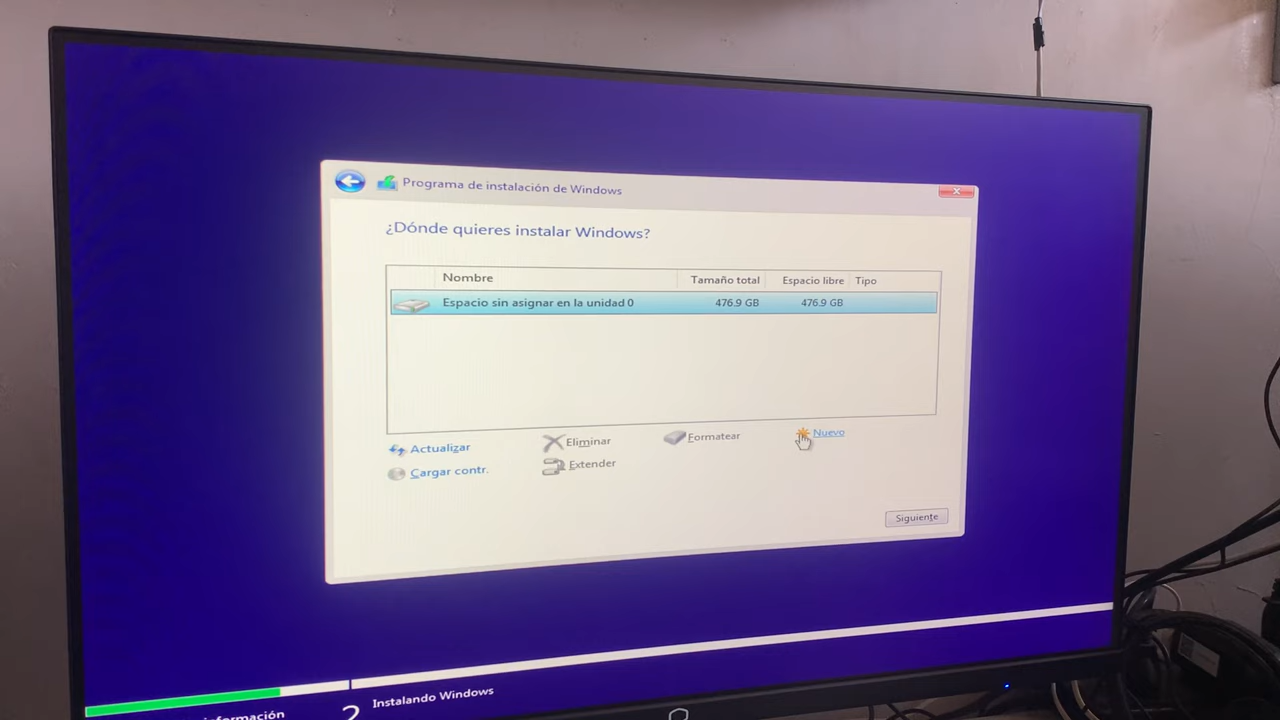 Programa de instalación de Windows
X
¿Dónde quieres instalar Windows?
Nombre Tamaño total Espacio libre Tipo
Espacio sin asignar en la unidad 0 476.9 GB 476.9 GB
Actualizar Eliminar Formatear Nuevo
Cargar contr. Extender
Siguiente
2 Instalando Windows